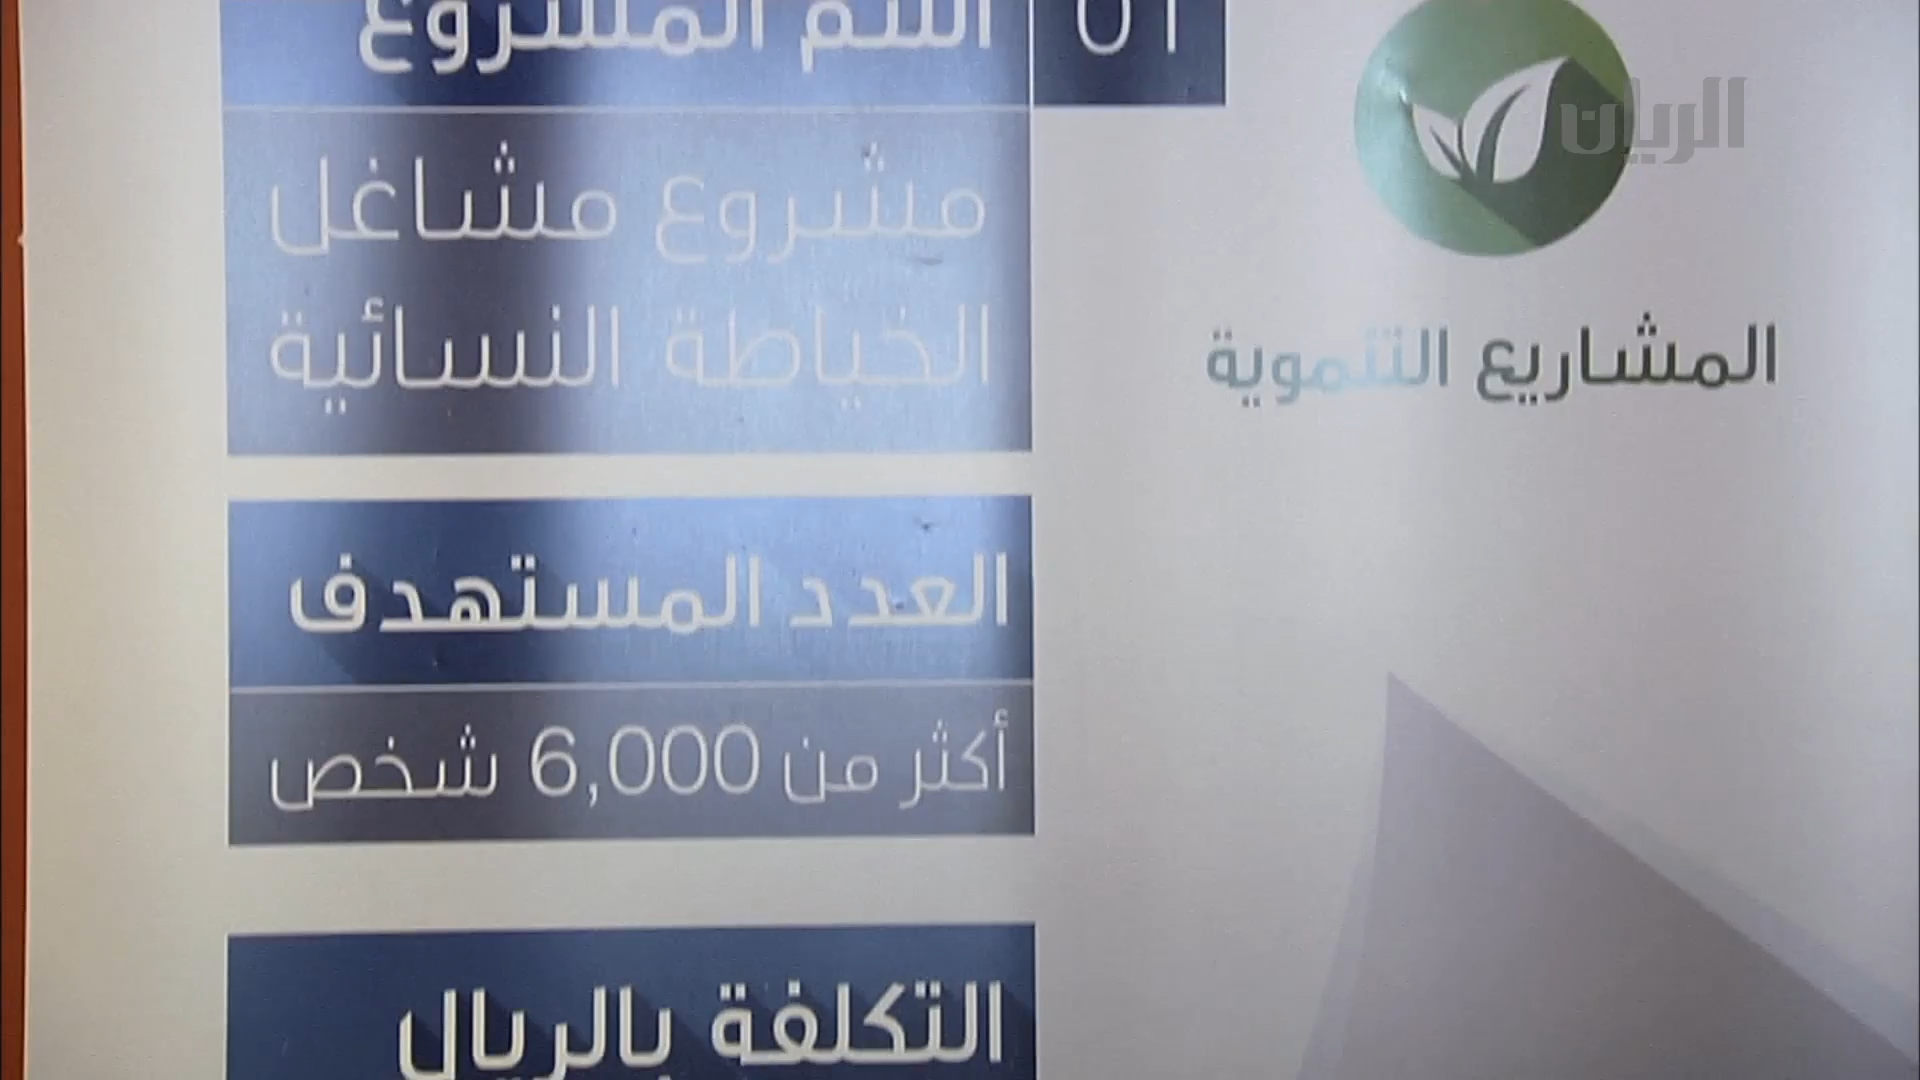 الريان
المشاريع التنموية
01
اسم المشروع
مشروع مشاغل
الخياطة النسائية
العدد المستهدف
أكثر من 6,000 شخص
التكلفة بالريال